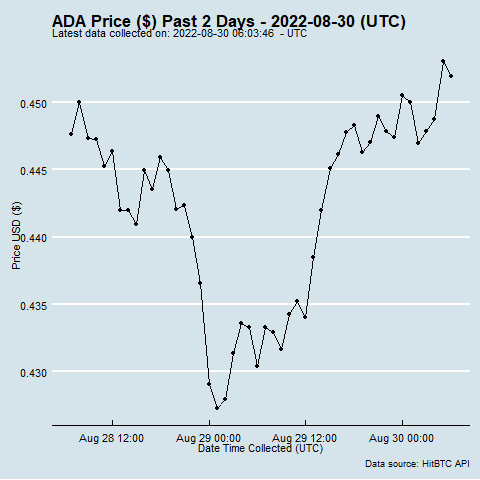 ADA Price ($) Past 2 Days - 2022-08-30 (UTC)
Latest data collected on: 2022-08-30 06:03:46 - UTC
0.450
0.445
0.440
0.435
0.430
Price USD ($)
Aug 28 12:00 Aug 29 00:00 Aug 29 12:00 Aug 30 00:00
Date Time Collected (UTC)
Data source: HitBTC API